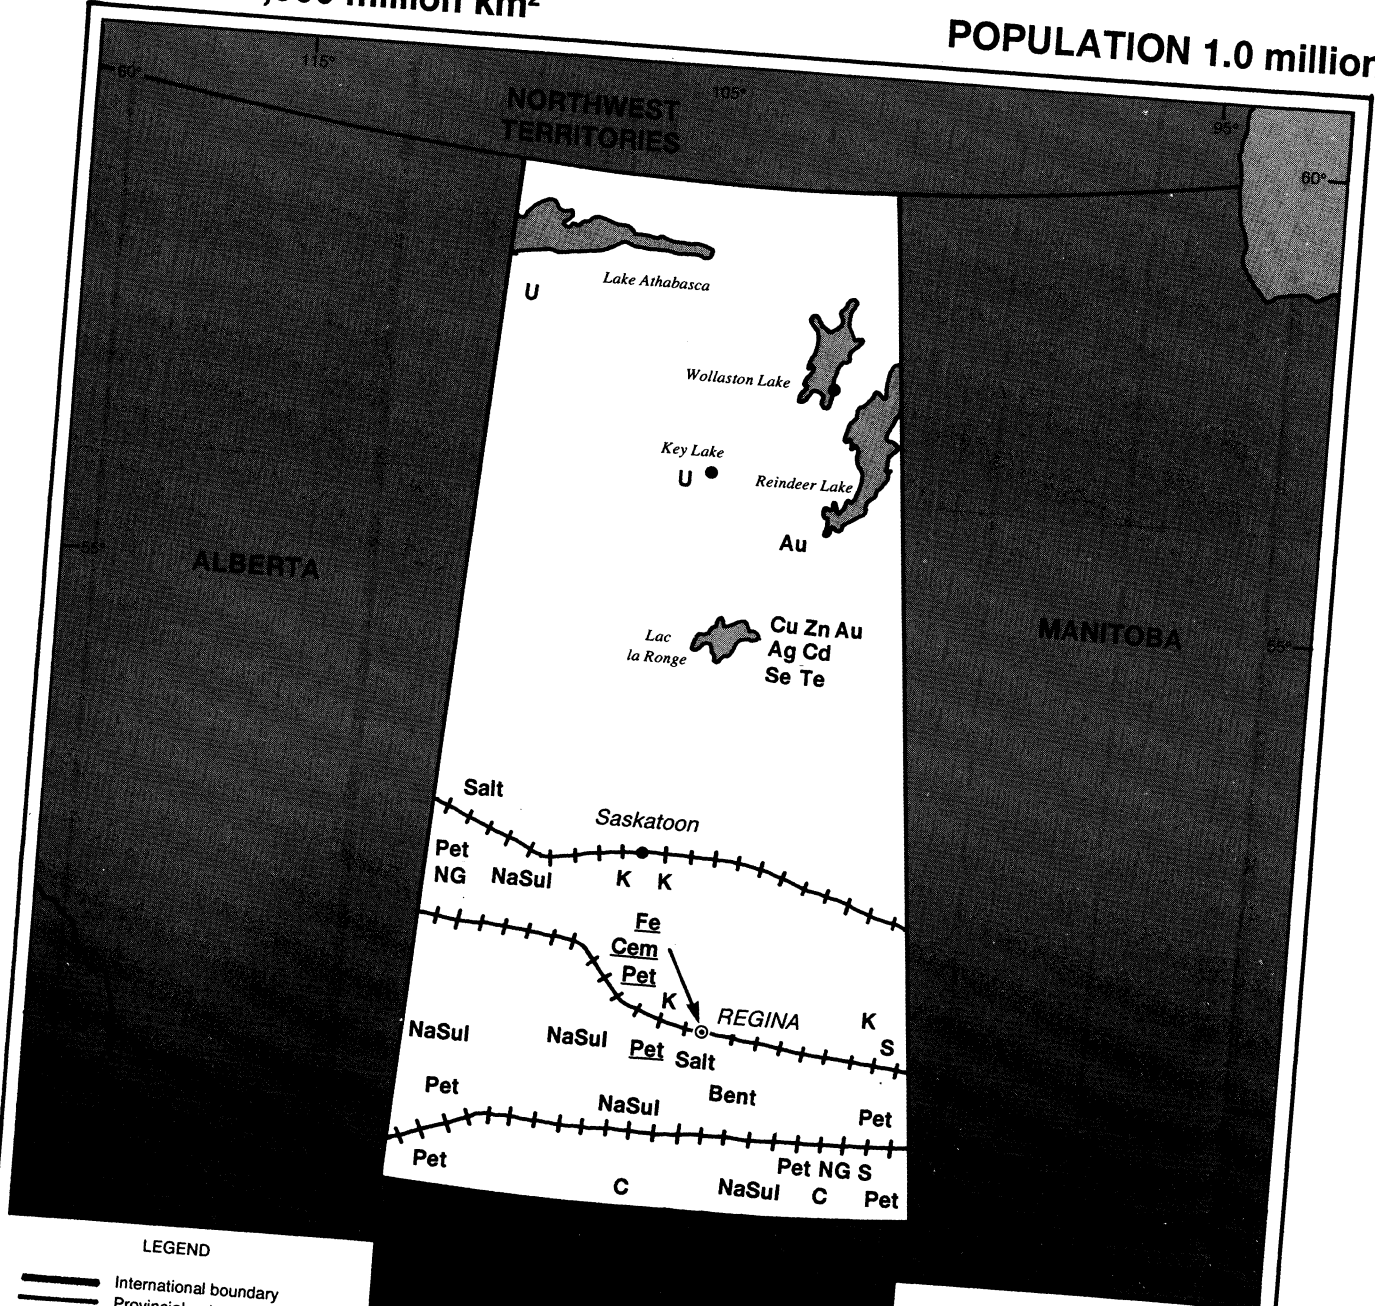 million km²
POPULATION 1.0 million
60°
115°
105°
95°
60°
NORTHWEST
TERRITORIES
Lake Athabasca
U
Wollaston Lake
Key Lake
U
Reindeer Lake
Au
55°
ALBERTA
MANITOBA
55°
Lac
la Ronge
Cu Zn Au
Ag Cd
Se Te
Salt
Saskatoon
Pet
NG NaSul
K K
Fe
Cem
Pet
K
REGINA
K
S
NaSul
NaSul
Pet Salt
Pet
NaSul
Bent
Pet
Pet
Pet NG S
C
NaSul
C
Pet
LEGEND
International boundary